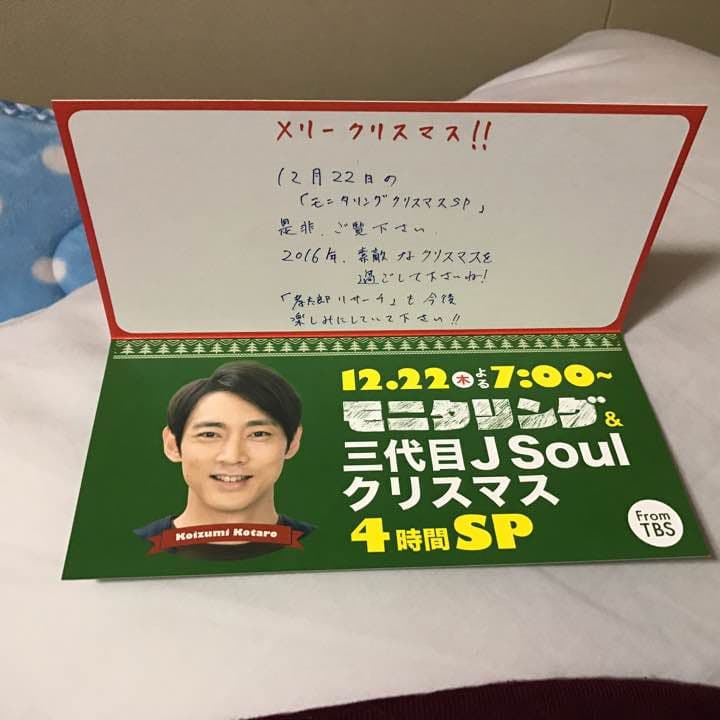 メリークリスマス!!
12月22日の
「モニタリングクリスマスSP」
是非、ご覧下さい。
2016年、素敵なクリスマスを
過ごして下さいね!
「孝太郎リサーチ」も今後
楽しみにしていて下さい!!
12.22木よる7:00~
モニタリング&
三代目 J Soul
クリスマス
4時間SP
From
TBS
Koizumi Kotaro